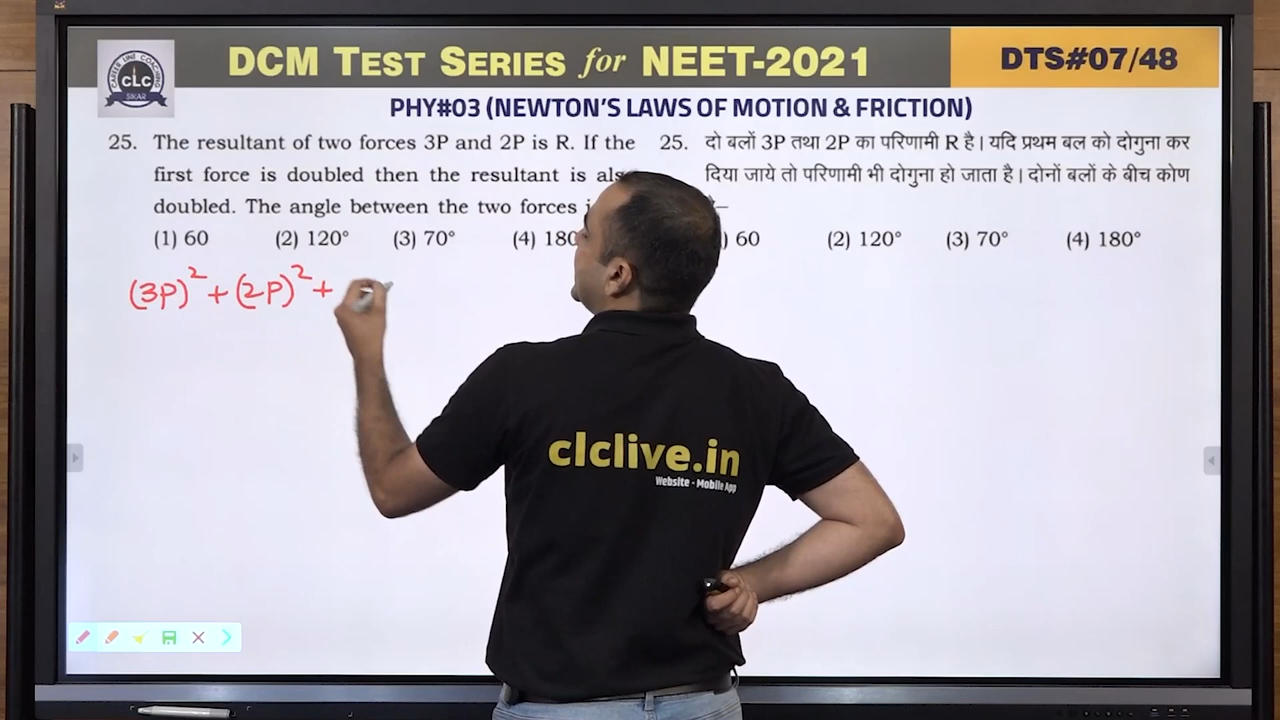 DCM TEST SERIES for NEET-2021
DTS#07/48
CAREER LINE COACHING
CLC
SIKAR
PHY#03 (NEWTON'S LAWS OF MOTION & FRICTION)
25. The resultant of two forces 3P and 2P is R. If the
first force is doubled then the resultant is
doubled. The angle between the two forces
(1) 60 (2) 120° (3) 70° (4) 180
25. दो बलों 3P तथा 2P का परिणामी R है। यदि प्रथम बल को दोगुना कर
दिया जाये तो परिणामी भी दोगुना हो जाता है। दोनों बलों के बीच कोण
) 60 (2) 120° (3) 70° (4) 180°
(3P)² + (2P)² +
clclive.in
Website - Mobile App